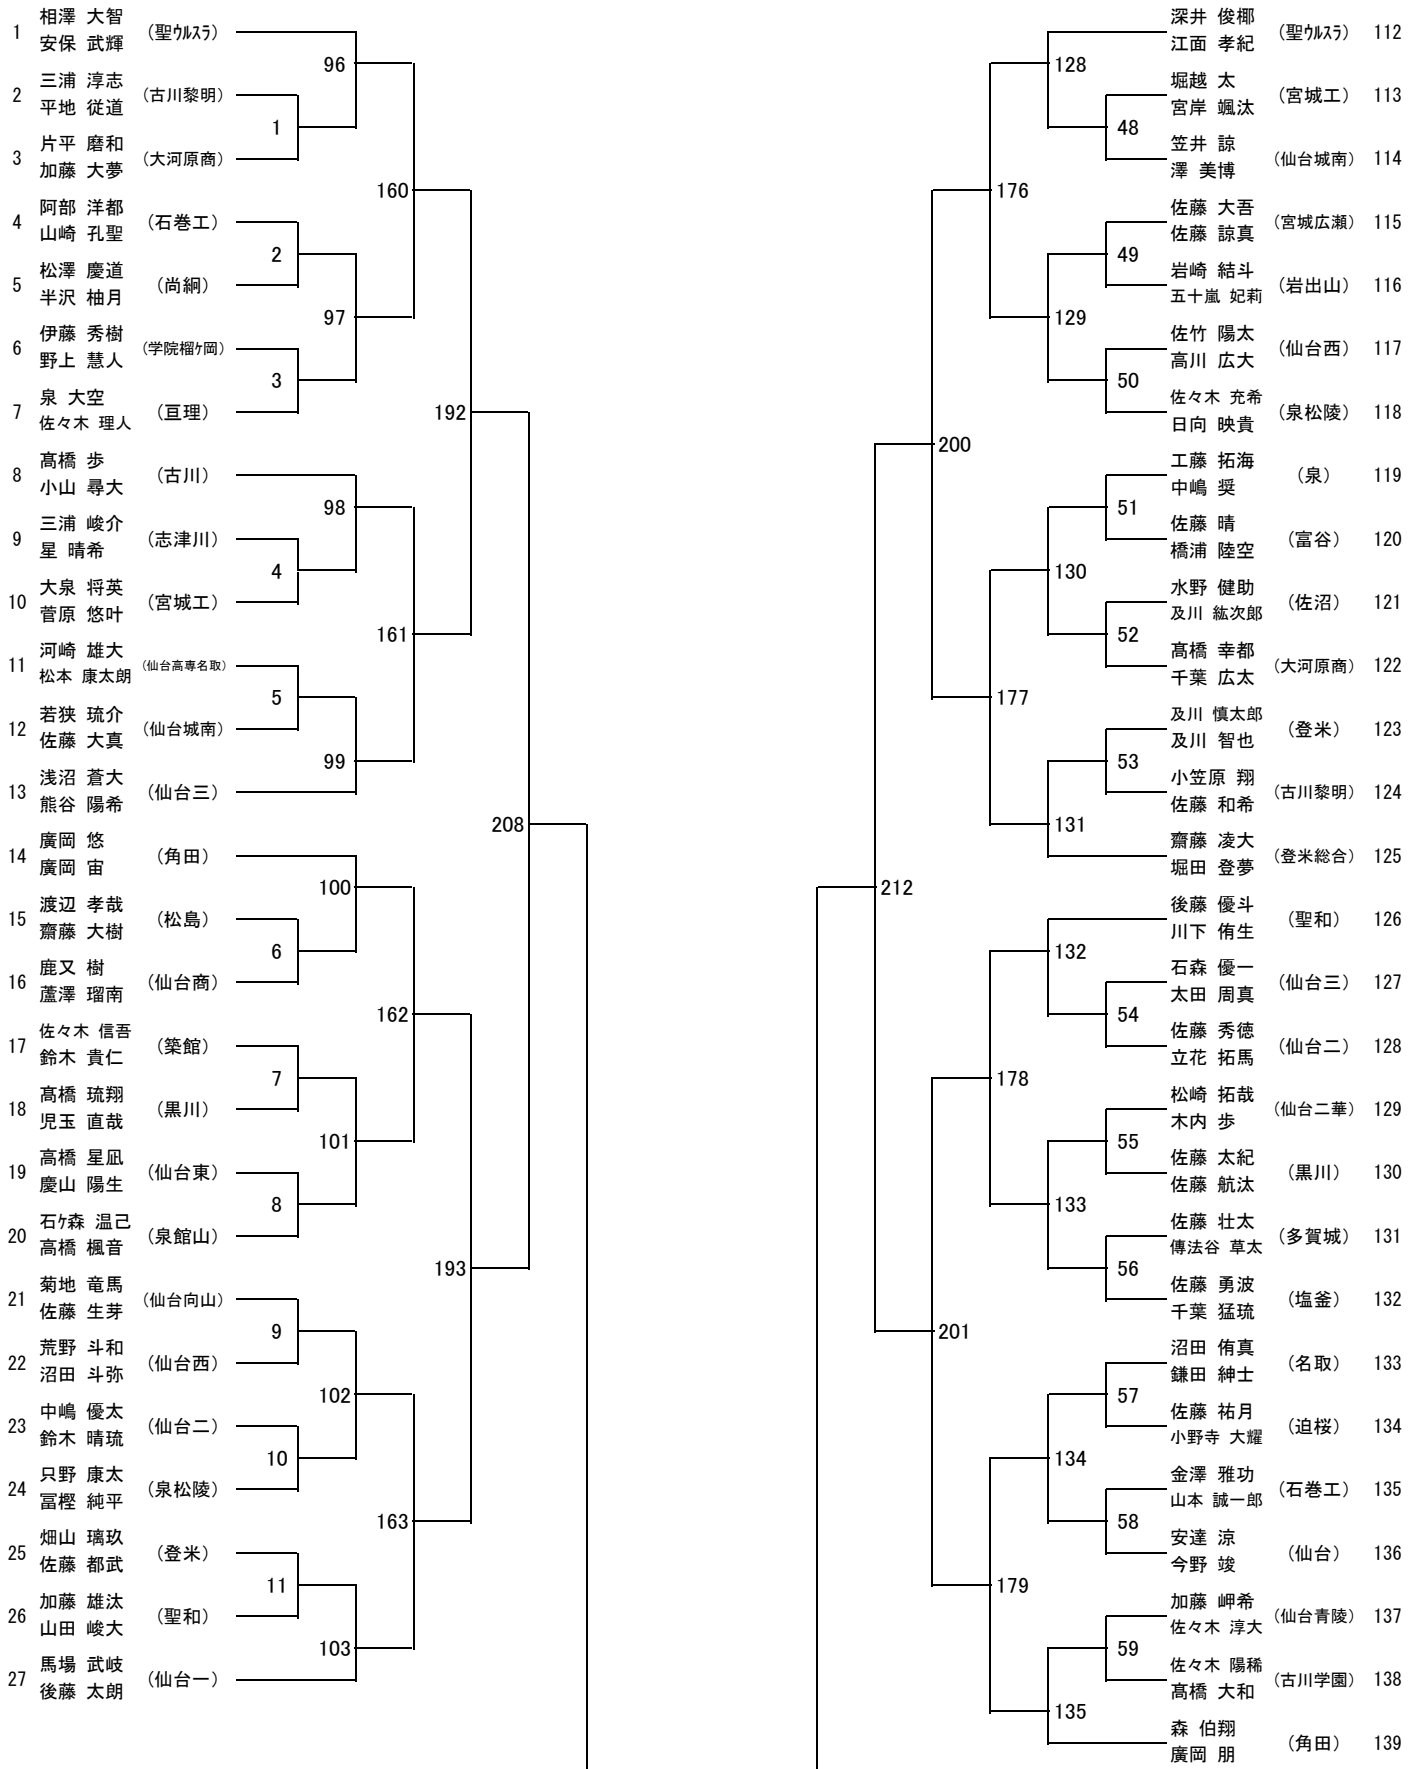 1 相澤 大智 (聖ウルスラ)
安保 武輝
2 三浦 淳志 (古川黎明)
平地 従道
3 片平 磨和 (大河原商)
加藤 大夢
4 阿部 洋都 (石巻工)
山崎 孔聖
5 松澤 慶道 (尚絅)
半沢 柚月
6 伊藤 秀樹 (学院榴ケ岡)
野上 慧人
7 泉 大空 (亘理)
佐々木 理人
8 髙橋 歩 (古川)
小山 尋大
9 三浦 峻介 (志津川)
星 晴希
10 大泉 将英 (宮城工)
菅原 悠叶
11 河崎 雄大 (仙台高専名取)
松本 康太朗
12 若狭 琉介 (仙台城南)
佐藤 大真
13 浅沼 蒼大 (仙台三)
熊谷 陽希
14 廣岡 悠 (角田)
廣岡 宙
15 渡辺 孝哉 (松島)
齋藤 大樹
16 鹿又 樹 (仙台商)
蘆澤 瑠南
17 佐々木 信吾 (築館)
鈴木 貴仁
18 髙橋 琉翔 (黒川)
児玉 直哉
19 高橋 星凪 (仙台東)
慶山 陽生
20 石ケ森 温己 (泉館山)
高橋 楓音
21 菊地 竜馬 (仙台向山)
佐藤 生芽
22 荒野 斗和 (仙台西)
沼田 斗弥
23 中嶋 優太 (仙台二)
鈴木 晴琉
24 只野 康太 (泉松陵)
冨樫 純平
25 畑山 璃玖 (登米)
佐藤 都武
26 加藤 雄汰 (聖和)
山田 峻大
27 馬場 武岐 (仙台一)
後藤 太朗
96
1
160
2
97
3
192
98
4
161
5
99
208
100
6
162
7
101
8
193
9
102
10
163
11
103
128
48
176
49
129
50
200
51
130
52
177
53
131
212
132
54
178
55
133
56
201
57
134
58
179
59
135
深井 俊梛 (聖ウルスラ) 112
江面 孝紀
堀越 太 (宮城工) 113
宮岸 颯汰
笠井 諒 (仙台城南) 114
澤 美博
佐藤 大吾 (宮城広瀬) 115
佐藤 諒真
岩崎 結斗 (岩出山) 116
五十嵐 妃莉
佐竹 陽太 (仙台西) 117
高川 広大
佐々木 充希 (泉松陵) 118
日向 映貴
工藤 拓海 (泉) 119
中嶋 奨
佐藤 晴 (富谷) 120
橋浦 陸空
水野 健助 (佐沼) 121
及川 紘次郎
髙橋 幸都 (大河原商) 122
千葉 広太
及川 慎太郎 (登米) 123
及川 智也
小笠原 翔 (古川黎明) 124
佐藤 和希
齋藤 凌大 (登米総合) 125
堀田 登夢
後藤 優斗 (聖和) 126
川下 侑生
石森 優一 (仙台三) 127
太田 周真
佐藤 秀徳 (仙台二) 128
立花 拓馬
松崎 拓哉 (仙台二華) 129
木内 歩
佐藤 太紀 (黒川) 130
佐藤 航汰
佐藤 壮太 (多賀城) 131
傳法谷 草太
佐藤 勇波 (塩釜) 132
千葉 猛琉
沼田 侑真 (名取) 133
鎌田 紳士
佐藤 祐月 (迫桜) 134
小野寺 大耀
金澤 雅功 (石巻工) 135
山本 誠一郎
安達 涼 (仙台) 136
今野 竣
加藤 岬希 (仙台青陵) 137
佐々木 淳大
佐々木 陽稀 (古川学園) 138
髙橋 大和
森 伯翔 (角田) 139
廣岡 朋